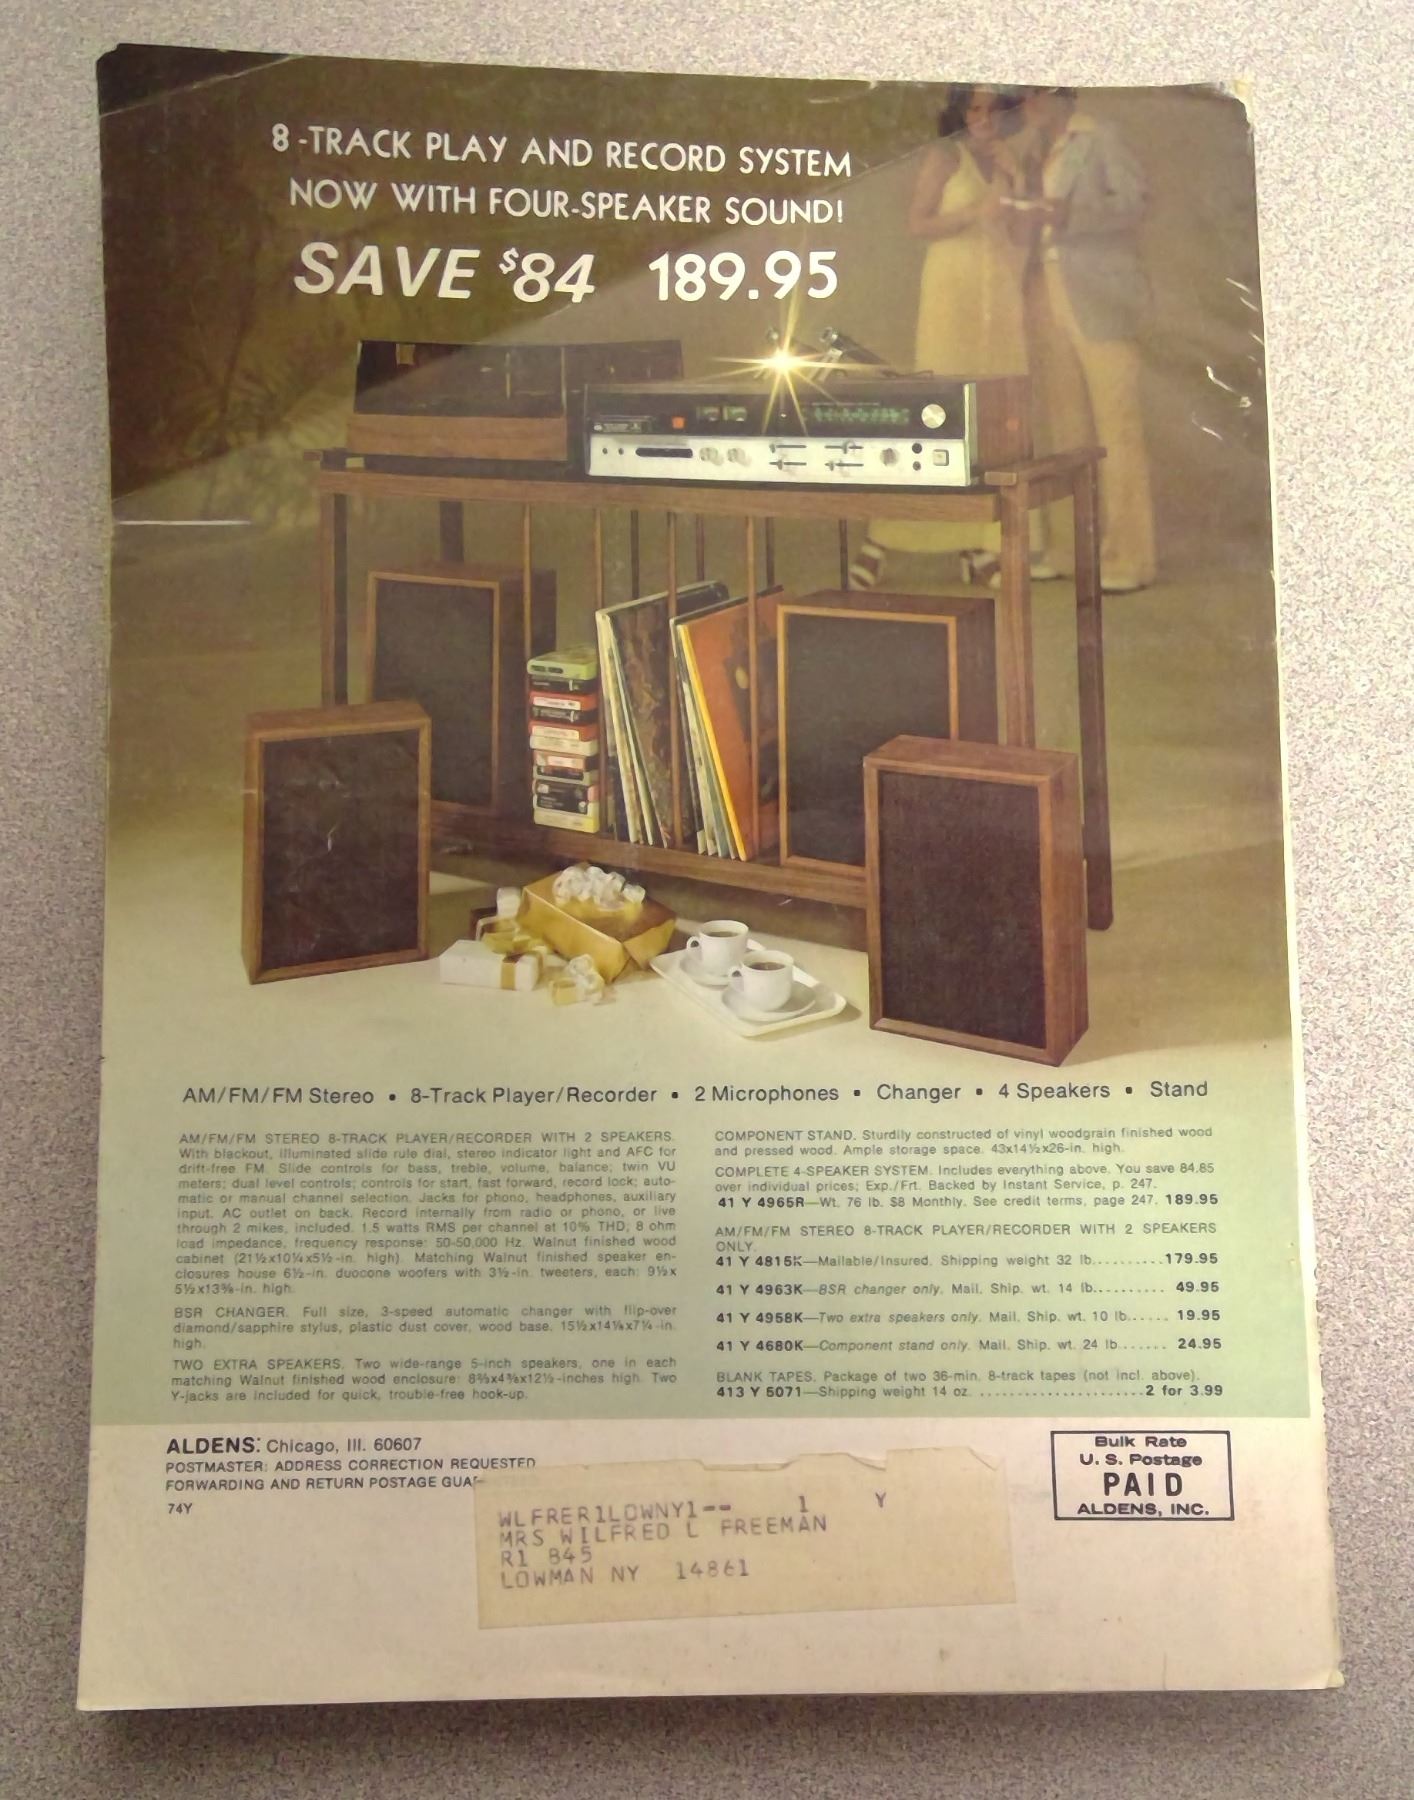 8-TRACK PLAY AND RECORD SYSTEM
NOW WITH FOUR-SPEAKER SOUND!
SAVE $84 189.95
AM/FM/FM Stereo ▪ 8-Track Player/Recorder ▪ 2 Microphones ▪ Changer ▪ 4 Speakers ▪ Stand
AM/FM/FM STEREO 8-TRACK PLAYER/RECORDER WITH 2 SPEAKERS.
With blackout, illuminated slide rule dial, stereo indicator light and AFC for
drift-free FM. Slide controls for bass, treble, volume, balance; twin VU
meters; dual level controls; controls for start, fast forward, record lock; auto-
matic or manual channel selection. Jacks for phono, headphones, auxiliary
input. AC outlet on back. Record internally from radio or phono, or live
through 2 mikes, included. 1.5 watts RMS per channel at 10% THD; 8 ohm
load impedance, frequency response: 50-50,000 Hz. Walnut finished wood
cabinet (21½x10¼x5½-in. high). Matching Walnut finished speaker en-
closures house 6½-in. duocone woofers with 3½-in. tweeters, each: 9½x
5½x13⅜-in. high.
BSR CHANGER. Full size, 3-speed automatic changer with flip-over
diamond/sapphire stylus, plastic dust cover, wood base. 15½x14⅛x7¼-in.
high.
TWO EXTRA SPEAKERS. Two wide-range 5-inch speakers, one in each
matching Walnut finished wood enclosure: 8⅜x4⅜x12½-inches high. Two
Y-jacks are included for quick, trouble-free hook-up.
COMPONENT STAND. Sturdily constructed of vinyl woodgrain finished wood
and pressed wood. Ample storage space. 43x14½x26-in. high.
COMPLETE 4-SPEAKER SYSTEM. Includes everything above. You save 84.85
over individual prices; Exp./Frt. Backed by Instant Service, p. 247.
41 Y 4965R—Wt. 76 lb. $8 Monthly. See credit terms, page 247. 189.95
AM/FM/FM STEREO 8-TRACK PLAYER/RECORDER WITH 2 SPEAKERS
ONLY.
41 Y 4815K—Mailable/Insured. Shipping weight 32 lb..........179.95
41 Y 4963K—BSR changer only. Mail. Ship. wt. 14 lb.......... 49.95
41 Y 4958K—Two extra speakers only. Mail. Ship. wt. 10 lb...... 19.95
41 Y 4680K—Component stand only. Mail. Ship. wt. 24 lb....... 24.95
BLANK TAPES. Package of two 36-min. 8-track tapes (not incl. above).
413 Y 5071—Shipping weight 14 oz. ......................2 for 3.99
ALDENS: Chicago, Ill. 60607
POSTMASTER: ADDRESS CORRECTION REQUESTED
FORWARDING AND RETURN POSTAGE GUA
74Y
WLFRER1LOWNY1-- 1 Y
MRS WILFRED L FREEMAN
R1 845
LOWMAN NY 14861
Bulk Rate
U. S. Postage
PAID
ALDENS, INC.